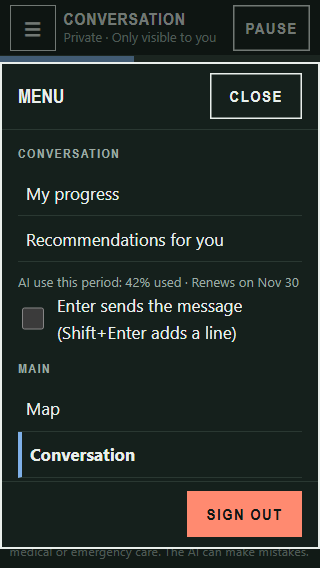 ☰ CONVERSATION
Private · Only visible to you
PAUSE
MENU
CLOSE
CONVERSATION
My progress
Recommendations for you
AI use this period: 42% used · Renews on Nov 30
Enter sends the message
(Shift+Enter adds a line)
MAIN
Map
Conversation
SIGN OUT
medical or emergency care. The AI can make mistakes.